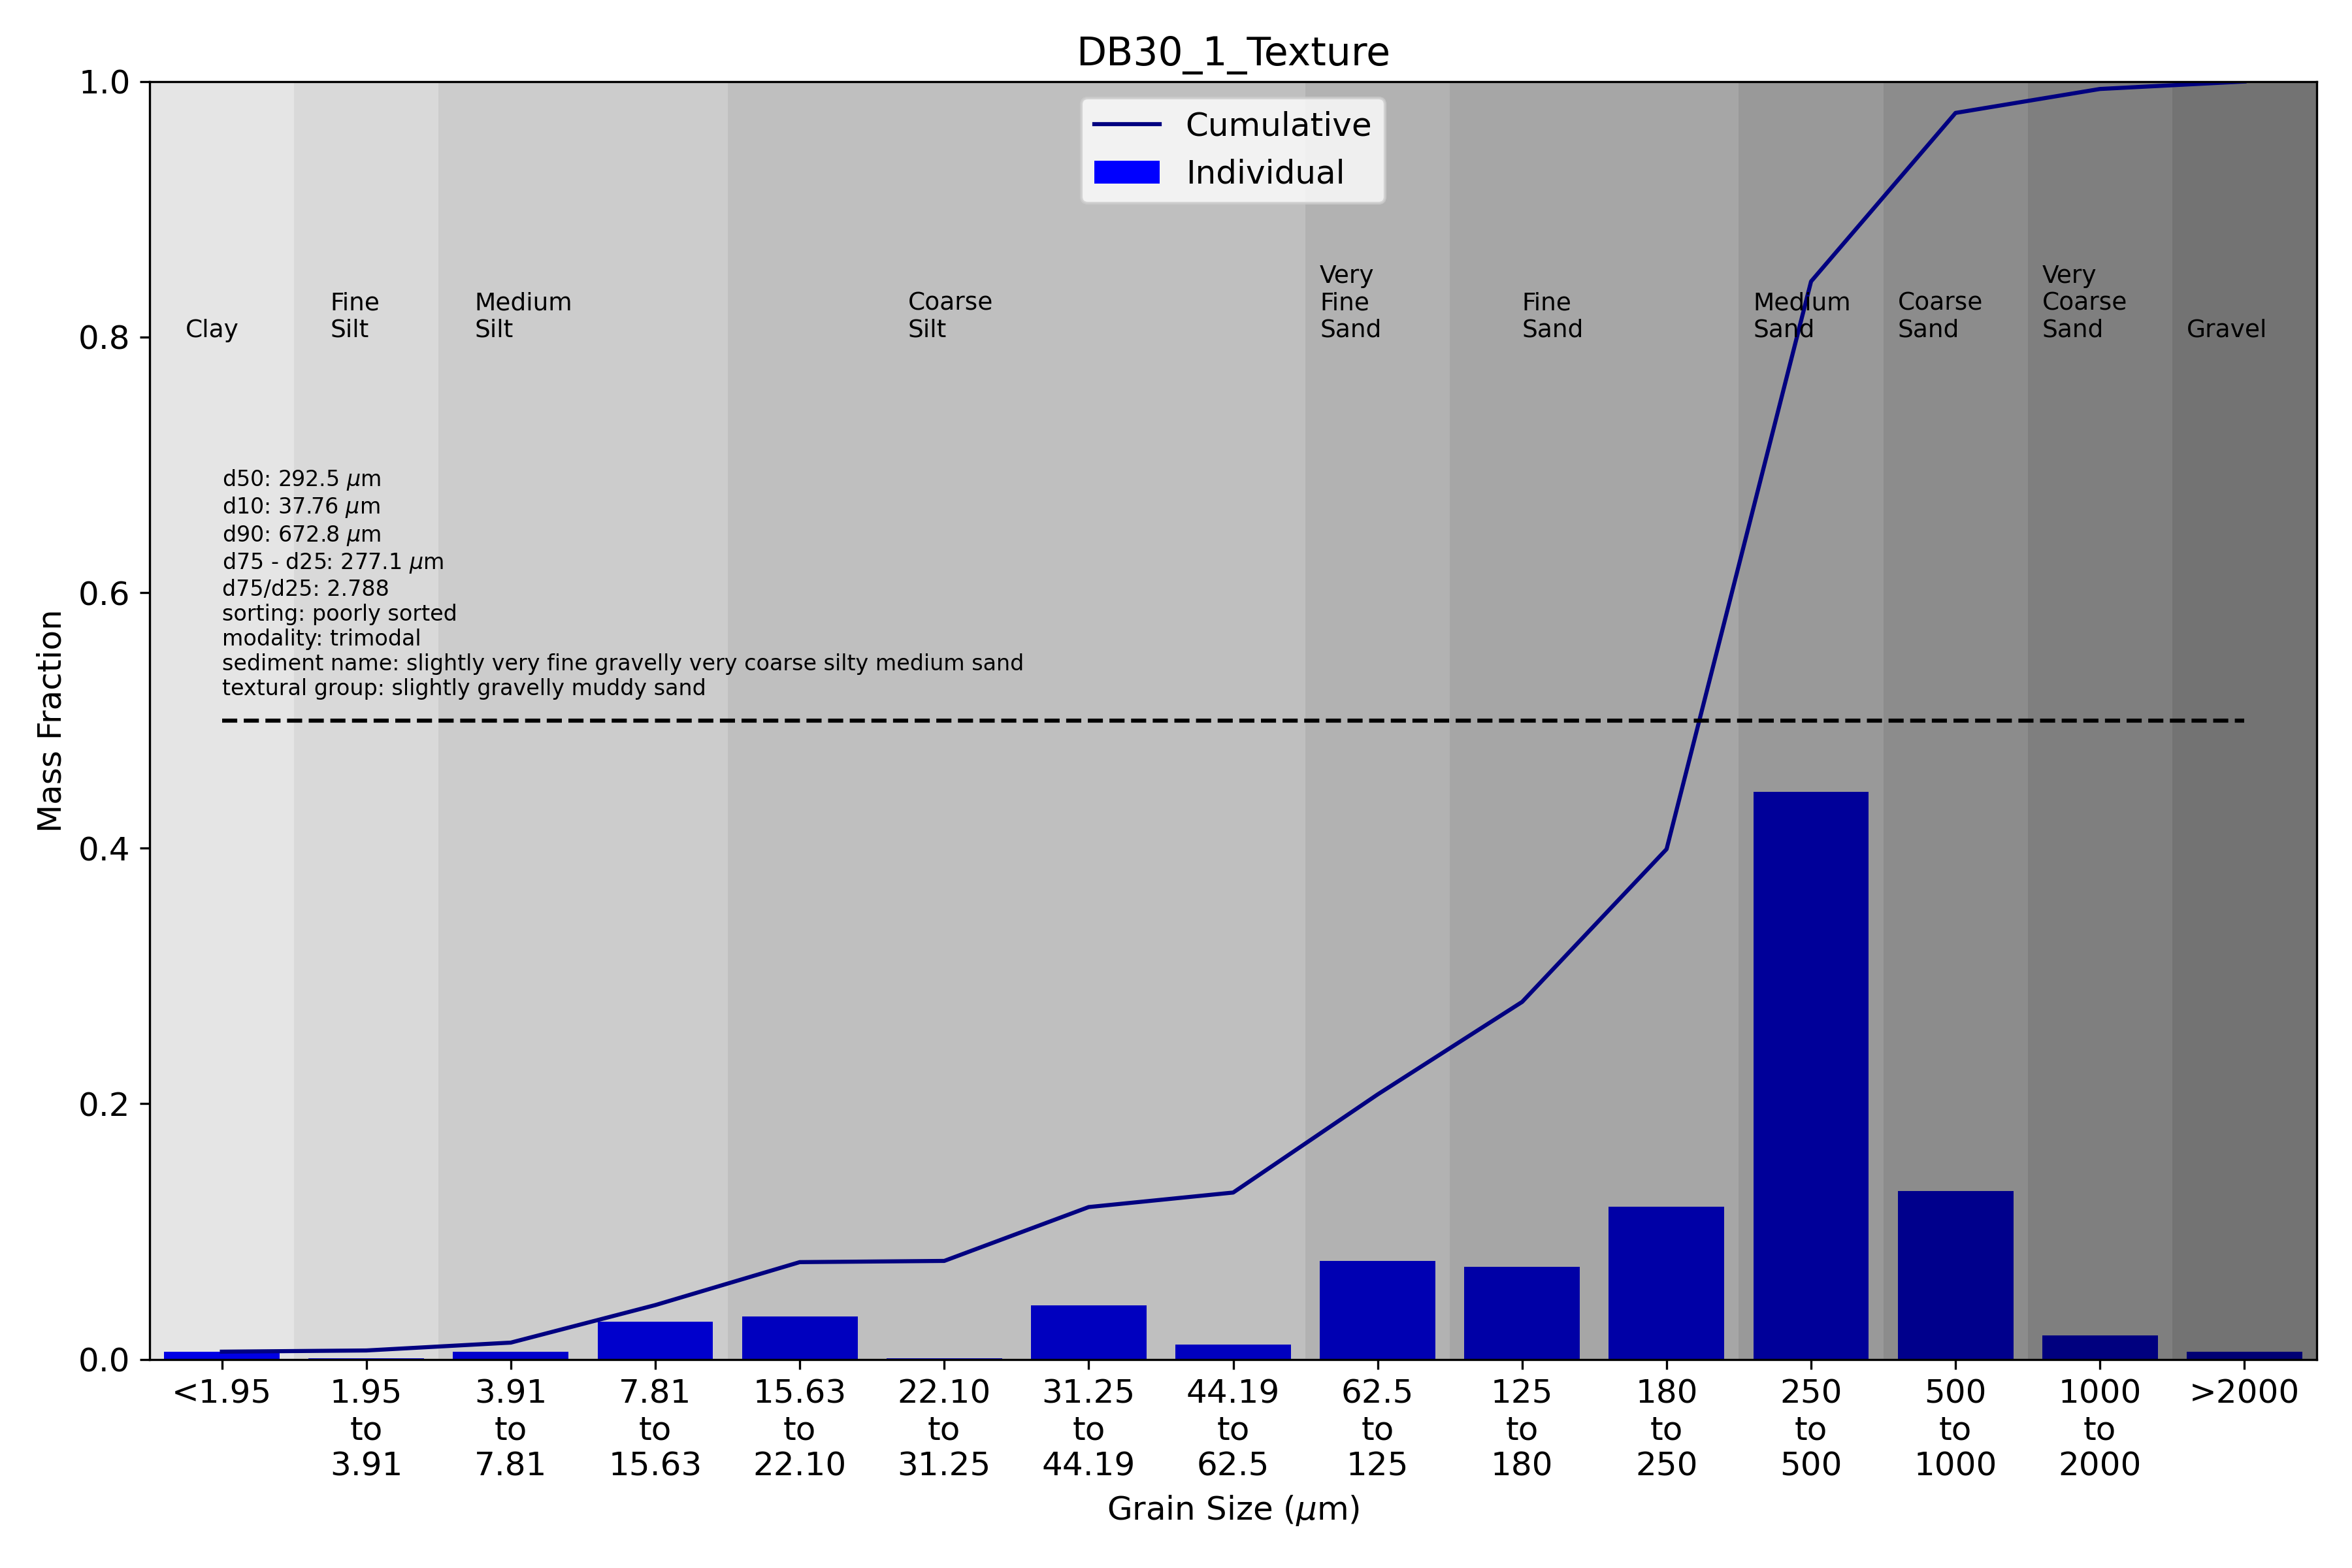 DB30_1_Texture
1.0
0.8
0.6
0.4
0.2
0.0
Mass Fraction
Cumulative
Individual
Clay
Fine
Silt
Medium
Silt
Coarse
Silt
Very
Fine
Sand
Fine
Sand
Medium
Sand
Coarse
Sand
Very
Coarse
Sand
Gravel
d50: 292.5 μm
d10: 37.76 μm
d90: 672.8 μm
d75 - d25: 277.1 μm
d75/d25: 2.788
sorting: poorly sorted
modality: trimodal
sediment name: slightly very fine gravelly very coarse silty medium sand
textural group: slightly gravelly muddy sand
<1.95
1.95
to
3.91
3.91
to
7.81
7.81
to
15.63
15.63
to
22.10
22.10
to
31.25
31.25
to
44.19
44.19
to
62.5
62.5
to
125
125
to
180
180
to
250
250
to
500
500
to
1000
1000
to
2000
>2000
Grain Size (μm)